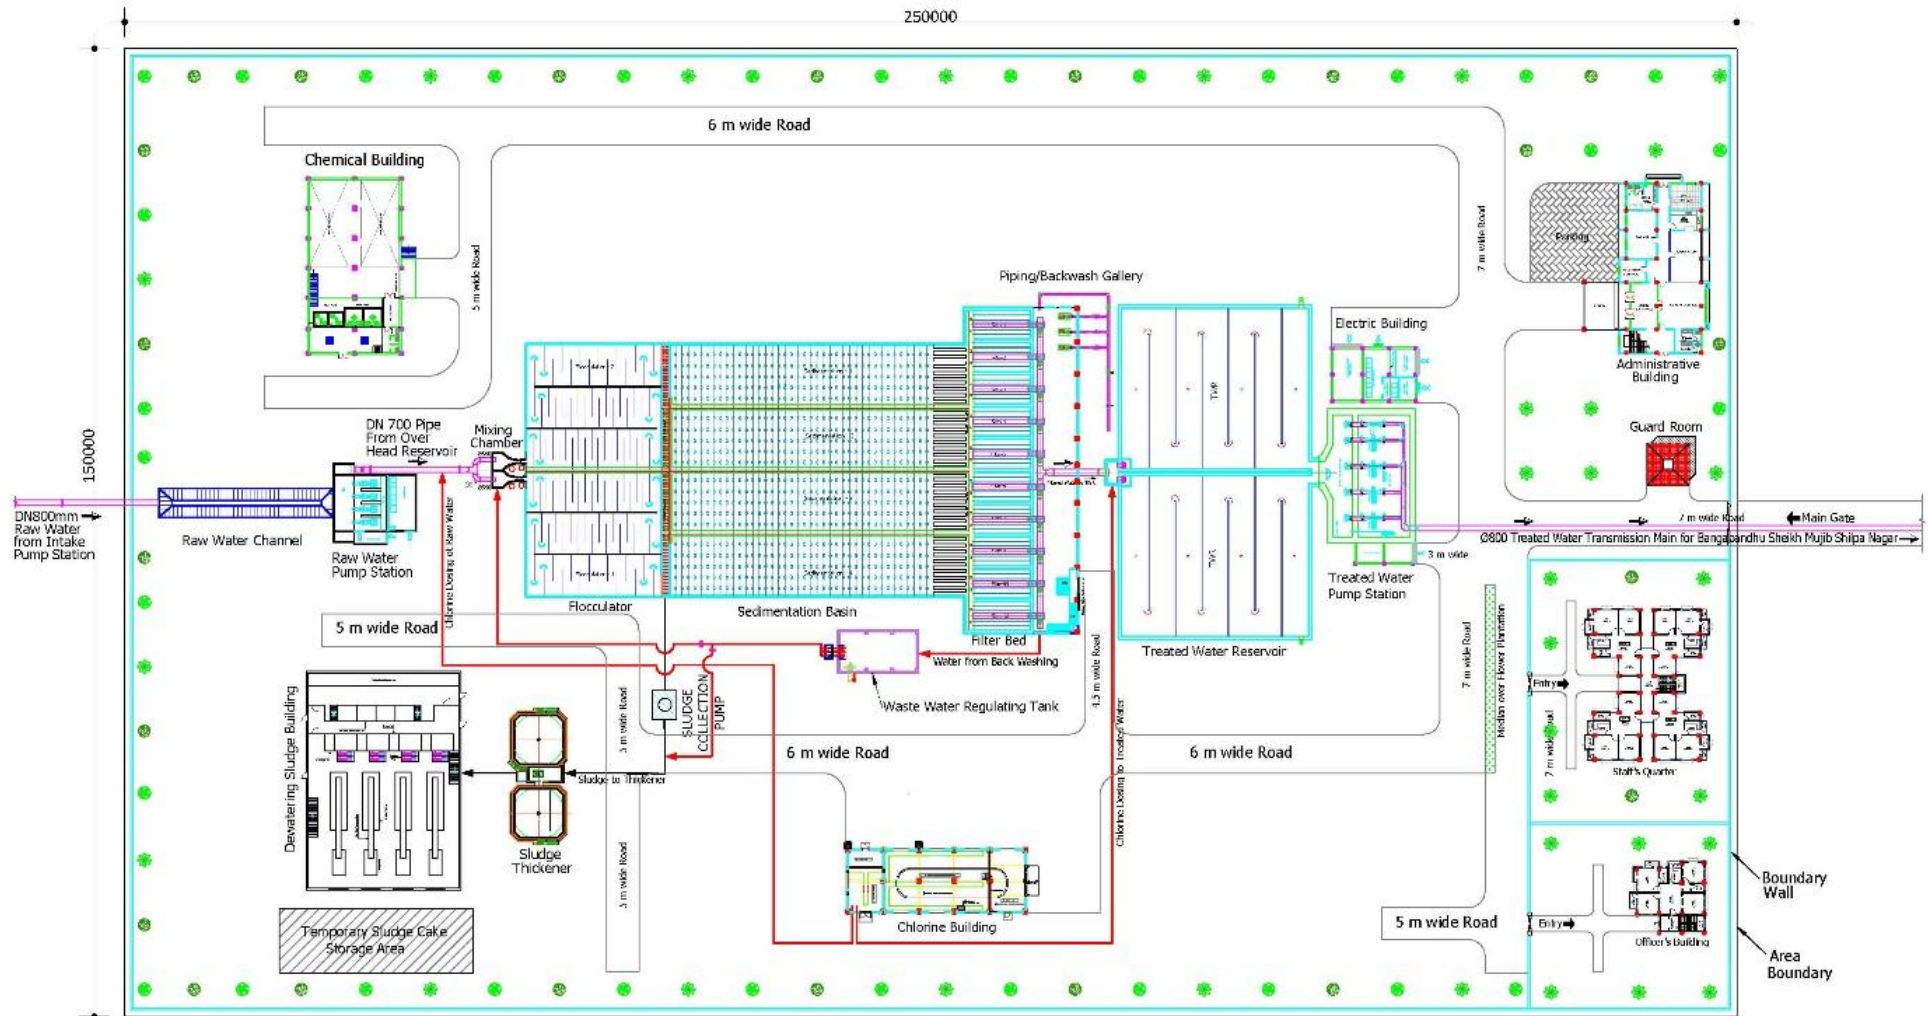 250000
150000
6 m wide Road
Chemical Building
5 m wide Road
7 m wide Road
Parking
Administrative
Building
Piping/Backwash Gallery
Electric Building
Guard Room
DN 700 Pipe
From Over
Head Reservoir
Mixing
Chamber
DN800mm
Raw Water
from Intake
Pump Station
Raw Water Channel
Raw Water
Pump Station
Chlorine Dosing at Raw Water
Flocculator
Sedimentation Basin
Filter Bed
TWR
TWR
Treated Water Reservoir
Treated Water
Pump Station
3 m wide
7 m wide Road
Main Gate
Ø800 Treated Water Transmission Main for Bangabandhu Sheikh Mujib Shilpa Nagar
5 m wide Road
Water from Back Washing
Waste Water Regulating Tank
4.5 m wide Road
7 m wide Road
Median ower Flower Plantation
Entry
7 m wide Road
Staff's Quarter
Dewatering Sludge Building
5 m wide Road
SLUDGE
COLLECTION
PUMP
Sludge to Thickener
Sludge
Thickener
6 m wide Road
6 m wide Road
Chlorine Dosing to Treated Water
5 m wide Road
Chlorine Building
Temporary Sludge Cake
Storage Area
5 m wide Road
Entry
Officer's Building
Boundary
Wall
Area
Boundary